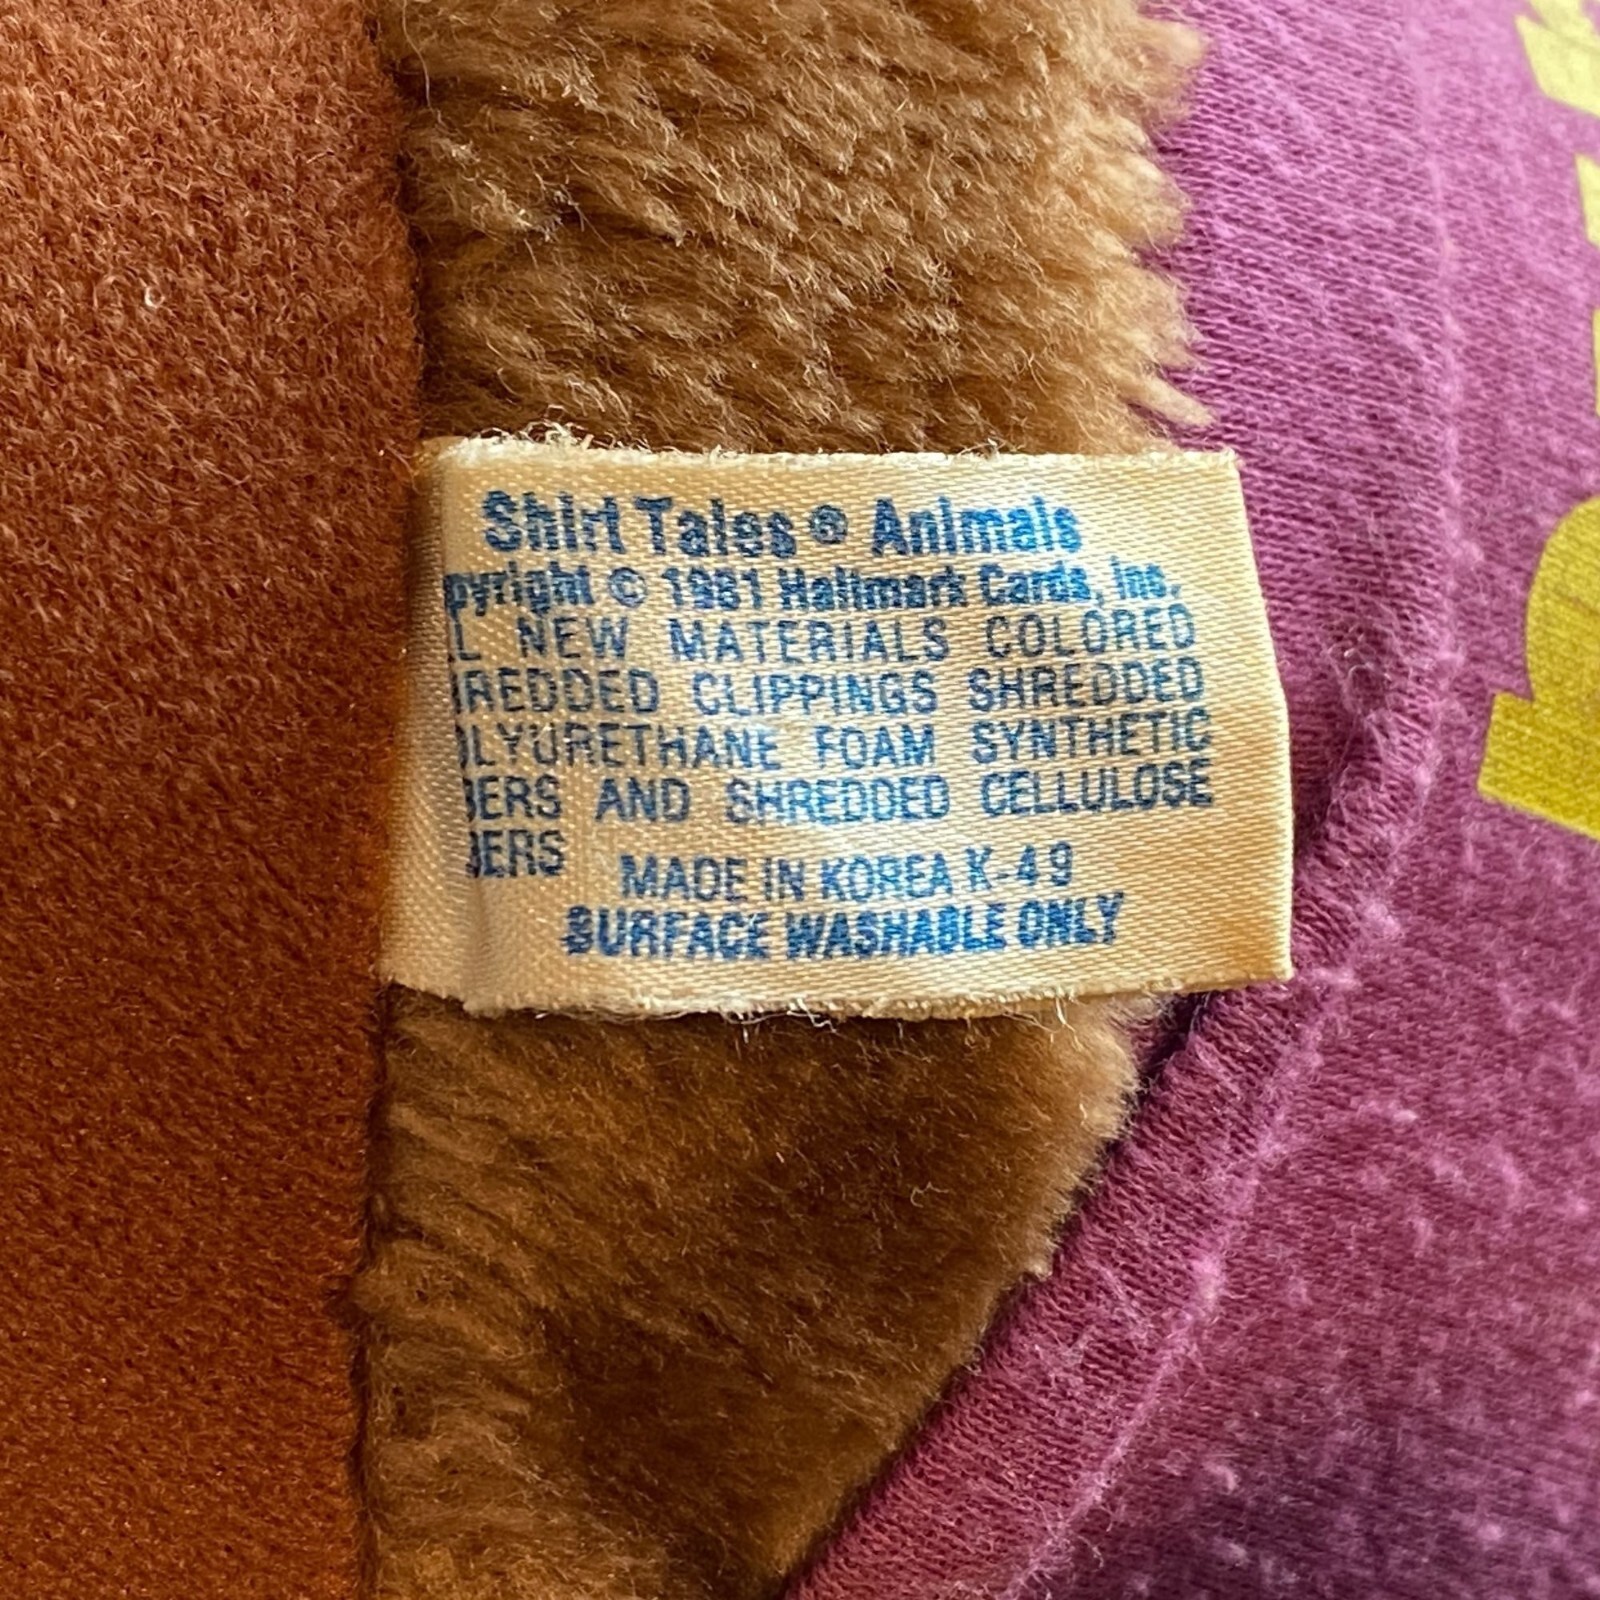 Shirt Tales ® Animals
pyright © 1981 Hallmark Cards, Inc.
L NEW MATERIALS COLORED
REDDED CLIPPINGS SHREDDED
OLYURETHANE FOAM SYNTHETIC
BERS AND SHREDDED CELLULOSE
BERS
MADE IN KOREA K-49
SURFACE WASHABLE ONLY